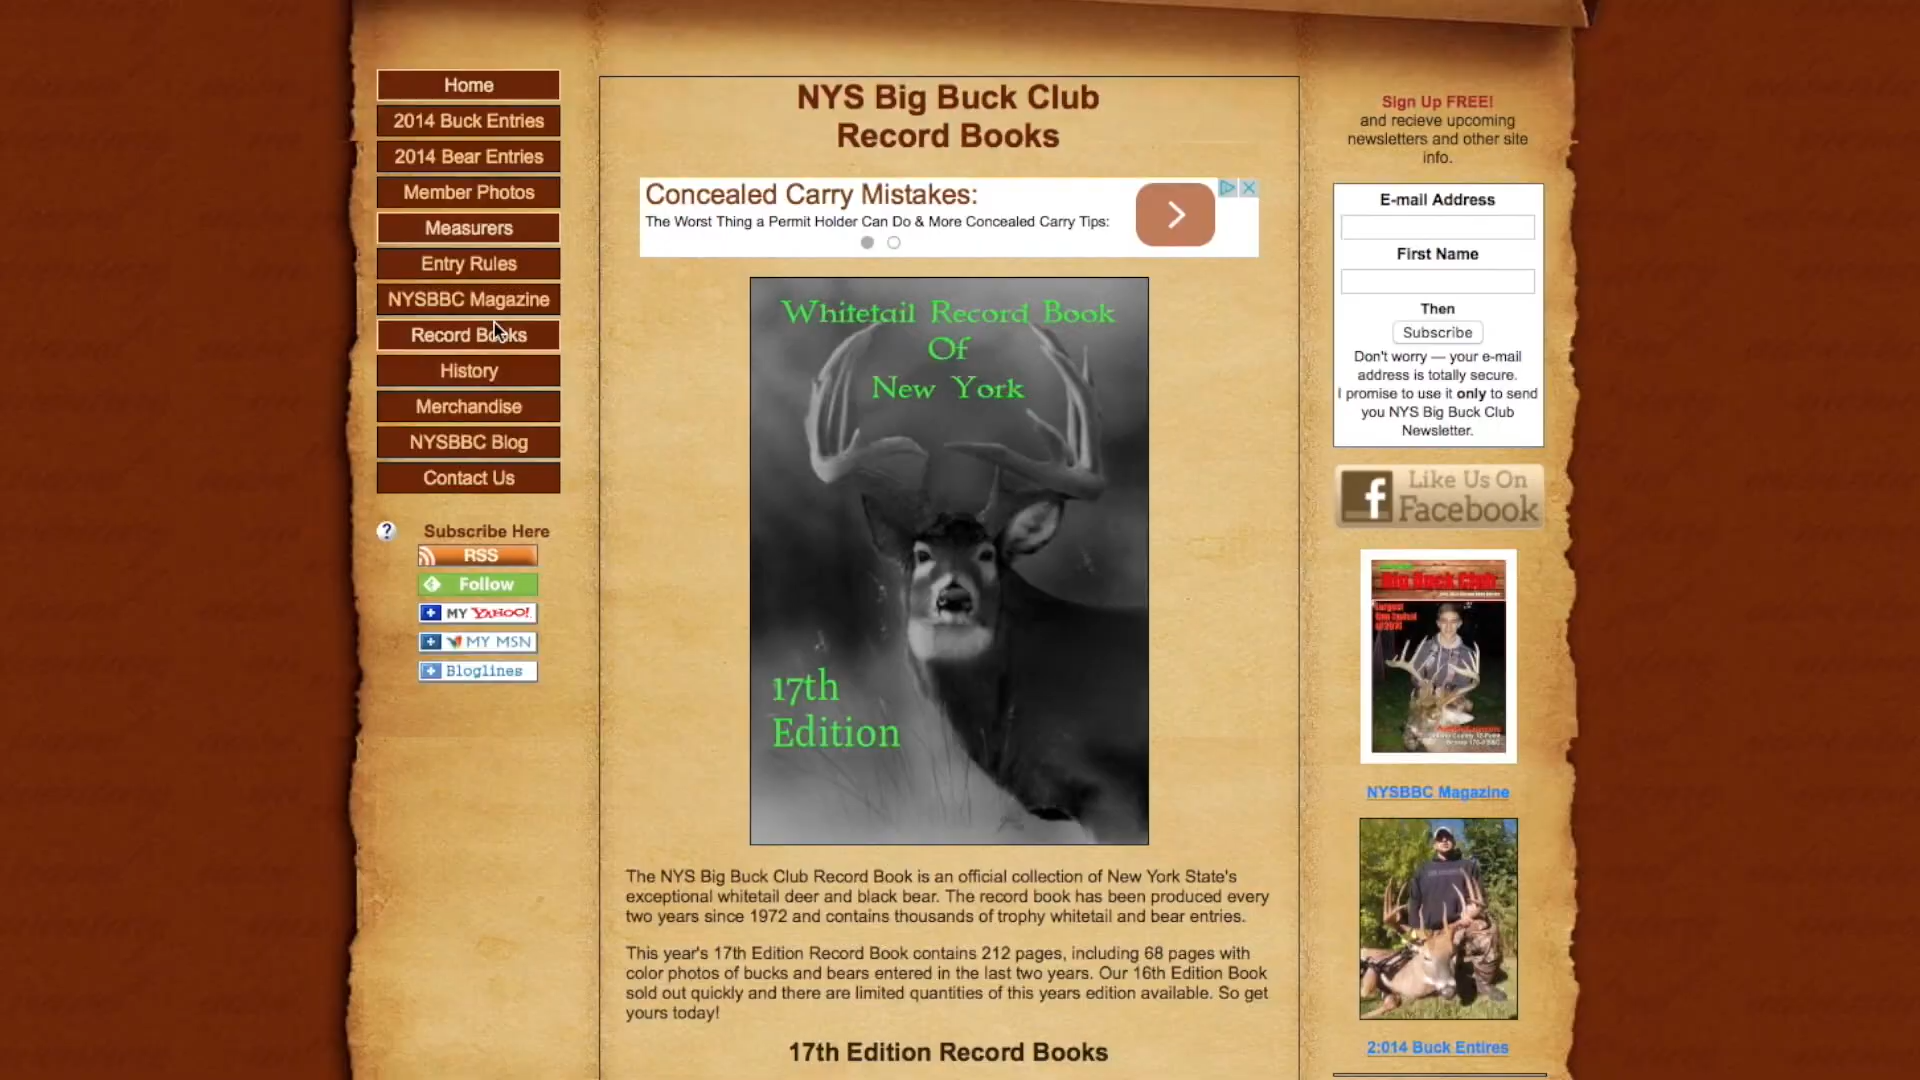 Home
2014 Buck Entries
2014 Bear Entries
Member Photos
Measurers
Entry Rules
NYSBBC Magazine
Record Books
History
Merchandise
NYSBBC Blog
Contact Us
Subscribe Here
RSS
Follow
MY YAHOO!
MY MSN
Bloglines
NYS Big Buck Club
Record Books
Concealed Carry Mistakes:
The Worst Thing a Permit Holder Can Do & More Concealed Carry Tips:
Whitetail Record Book
Of
New York
17th
Edition
The NYS Big Buck Club Record Book is an official collection of New York State's
exceptional whitetail deer and black bear. The record book has been produced every
two years since 1972 and contains thousands of trophy whitetail and bear entries.
This year's 17th Edition Record Book contains 212 pages, including 68 pages with
color photos of bucks and bears entered in the last two years. Our 16th Edition Book
sold out quickly and there are limited quantities of this years edition available. So get
yours today!
17th Edition Record Books
Sign Up FREE!
and recieve upcoming
newsletters and other site
info.
E-mail Address
First Name
Then
Subscribe
Don't worry — your e-mail
address is totally secure.
I promise to use it only to send
you NYS Big Buck Club
Newsletter.
Like Us On
Facebook
Big Buck Club
NYSBBC Magazine
2:014 Buck Entires